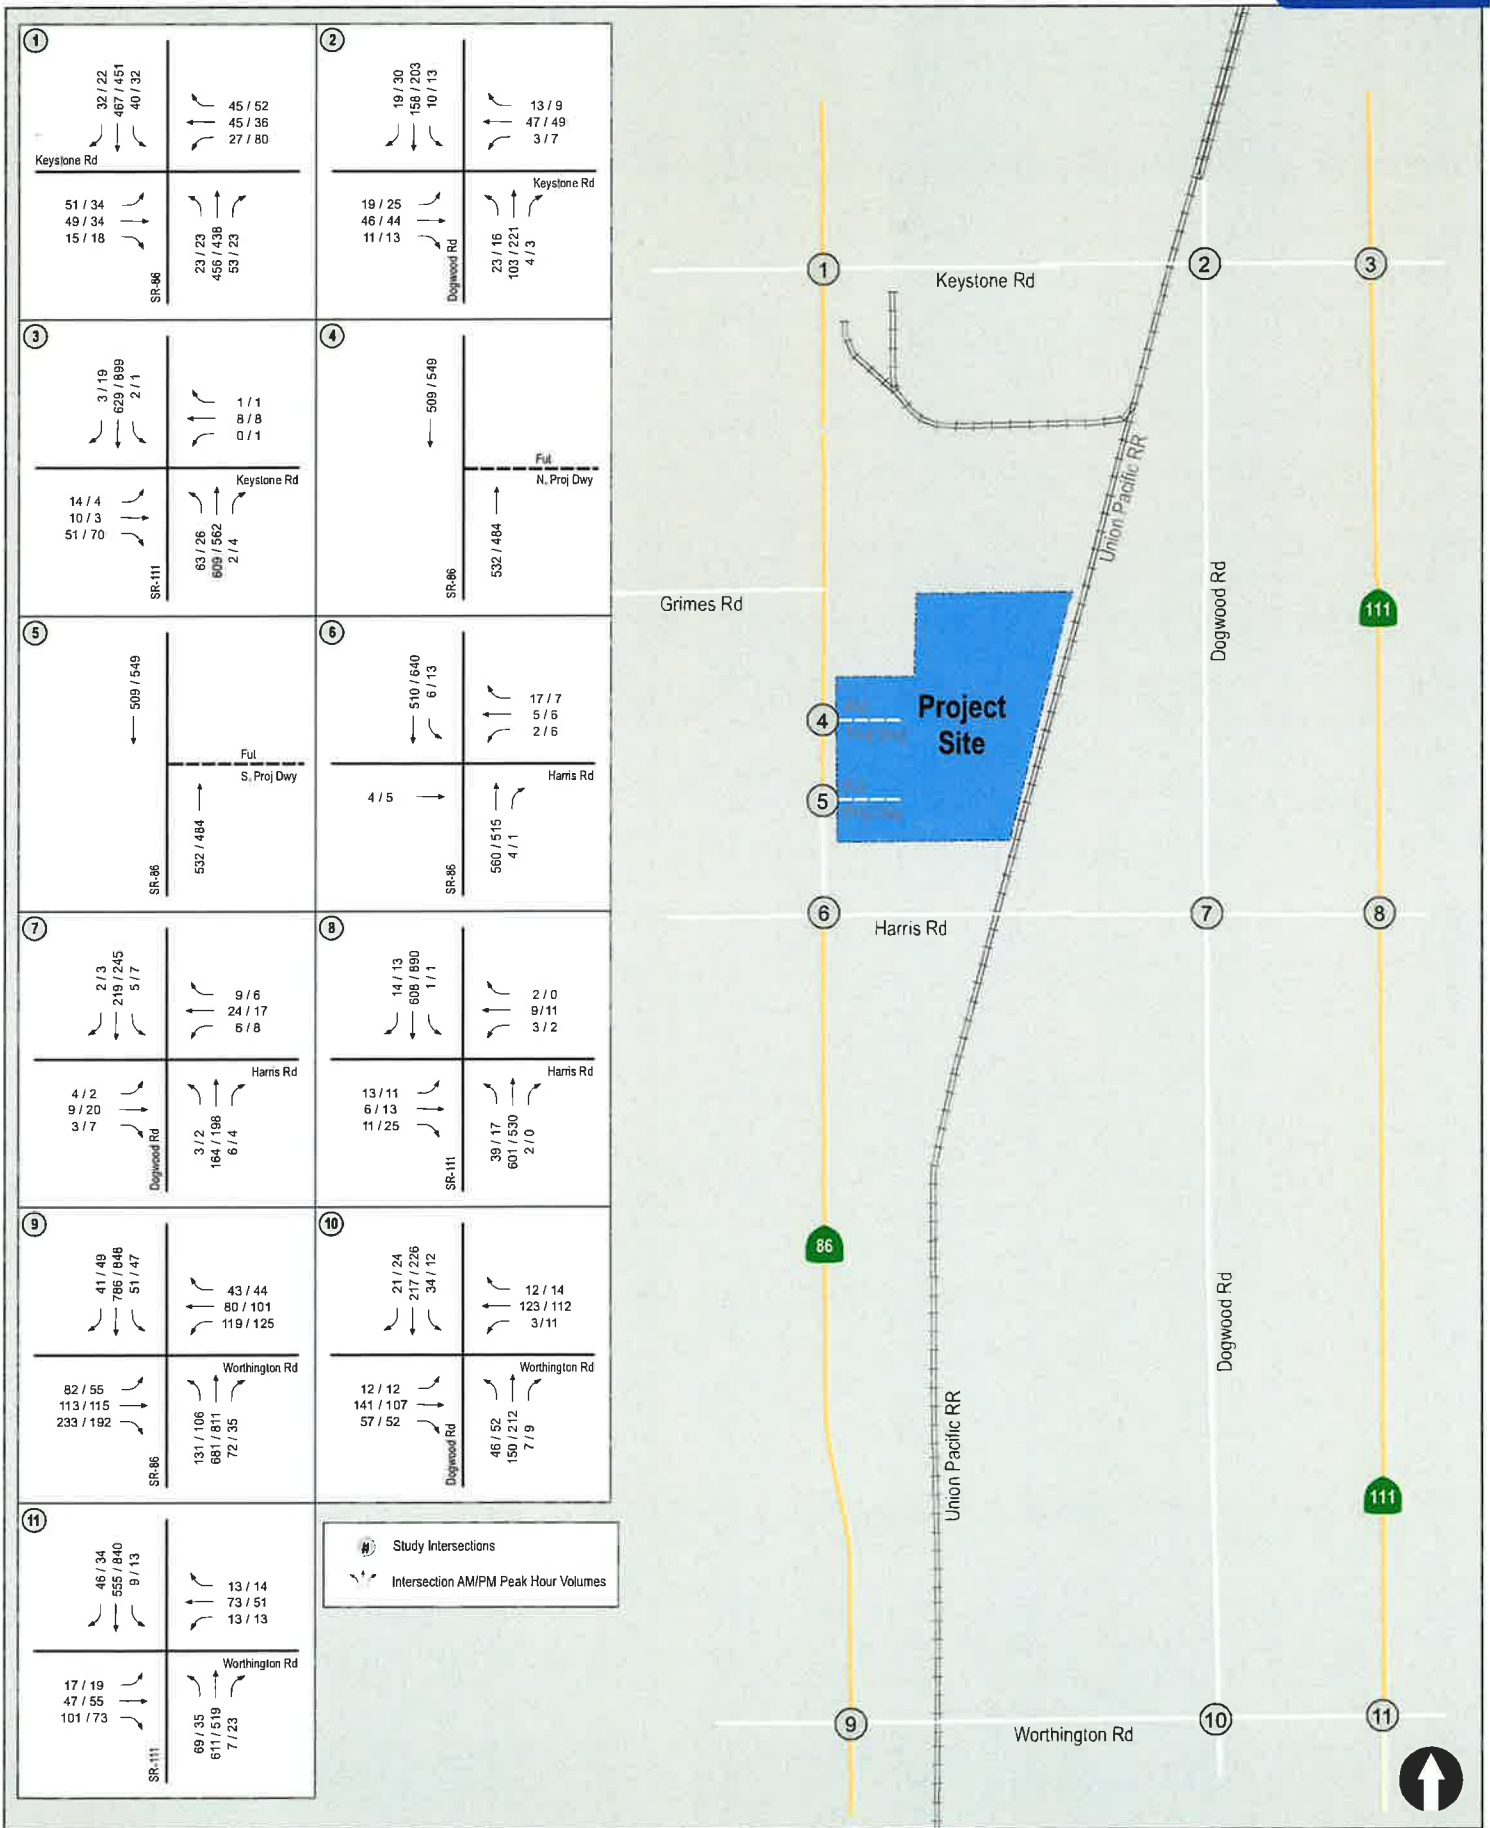 1
32 / 22
467 / 451
40 / 32
45 / 52
45 / 36
27 / 80
Keystone Rd
51 / 34
49 / 34
15 / 18
23 / 23
456 / 438
53 / 23
SR-86
2
19 / 30
158 / 203
10 / 13
13 / 9
47 / 49
3 / 7
Keystone Rd
19 / 25
46 / 44
11 / 13
23 / 16
103 / 221
4 / 3
Dogwood Rd
3
3 / 19
629 / 899
2 / 1
1 / 1
8 / 8
0 / 1
Keystone Rd
14 / 4
10 / 3
51 / 70
63 / 26
609 / 562
2 / 4
SR-111
4
509 / 549
Fut
N. Proj Dwy
532 / 484
SR-86
5
509 / 549
Fut
S. Proj Dwy
532 / 484
SR-86
6
510 / 640
6 / 13
17 / 7
5 / 6
2 / 6
Harris Rd
4 / 5
560 / 515
4 / 1
SR-86
7
2 / 3
219 / 245
5 / 7
9 / 6
24 / 17
6 / 8
Harris Rd
4 / 2
9 / 20
3 / 7
3 / 2
164 / 198
6 / 4
Dogwood Rd
8
14 / 13
608 / 890
1 / 1
2 / 0
9 / 11
3 / 2
Harris Rd
13 / 11
6 / 13
11 / 25
39 / 17
601 / 530
2 / 0
SR-111
9
41 / 49
786 / 846
51 / 47
43 / 44
80 / 101
119 / 125
Worthington Rd
82 / 55
113 / 115
233 / 192
131 / 106
681 / 811
72 / 35
SR-86
10
21 / 24
217 / 226
34 / 12
12 / 14
123 / 112
3 / 11
Worthington Rd
12 / 12
141 / 107
57 / 52
46 / 52
150 / 212
7 / 9
Dogwood Rd
11
46 / 34
555 / 840
9 / 13
13 / 14
73 / 51
13 / 13
Worthington Rd
17 / 19
47 / 55
101 / 73
69 / 35
611 / 519
7 / 23
SR-111
# Study Intersections
Intersection AM/PM Peak Hour Volumes
1
Keystone Rd
2
3
Union Pacific RR
Grimes Rd
Dogwood Rd
111
Project
Site
4
5
6
Harris Rd
7
8
86
Dogwood Rd
Union Pacific RR
111
9
Worthington Rd
10
11